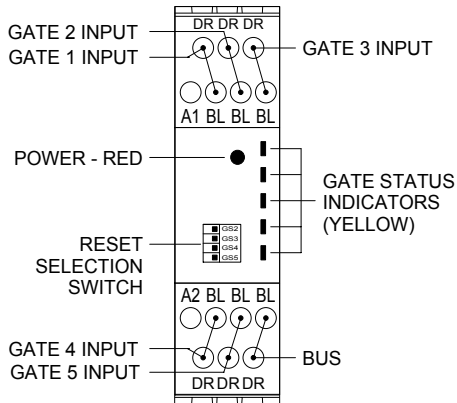 DR DR DR
GATE 2 INPUT
GATE 1 INPUT
GATE 3 INPUT
A1 BL BL BL
POWER - RED
GATE STATUS
INDICATORS
(YELLOW)
GS2
GS3
GS4
GS5
RESET
SELECTION
SWITCH
A2 BL BL BL
GATE 4 INPUT
GATE 5 INPUT
BUS
DR DR DR